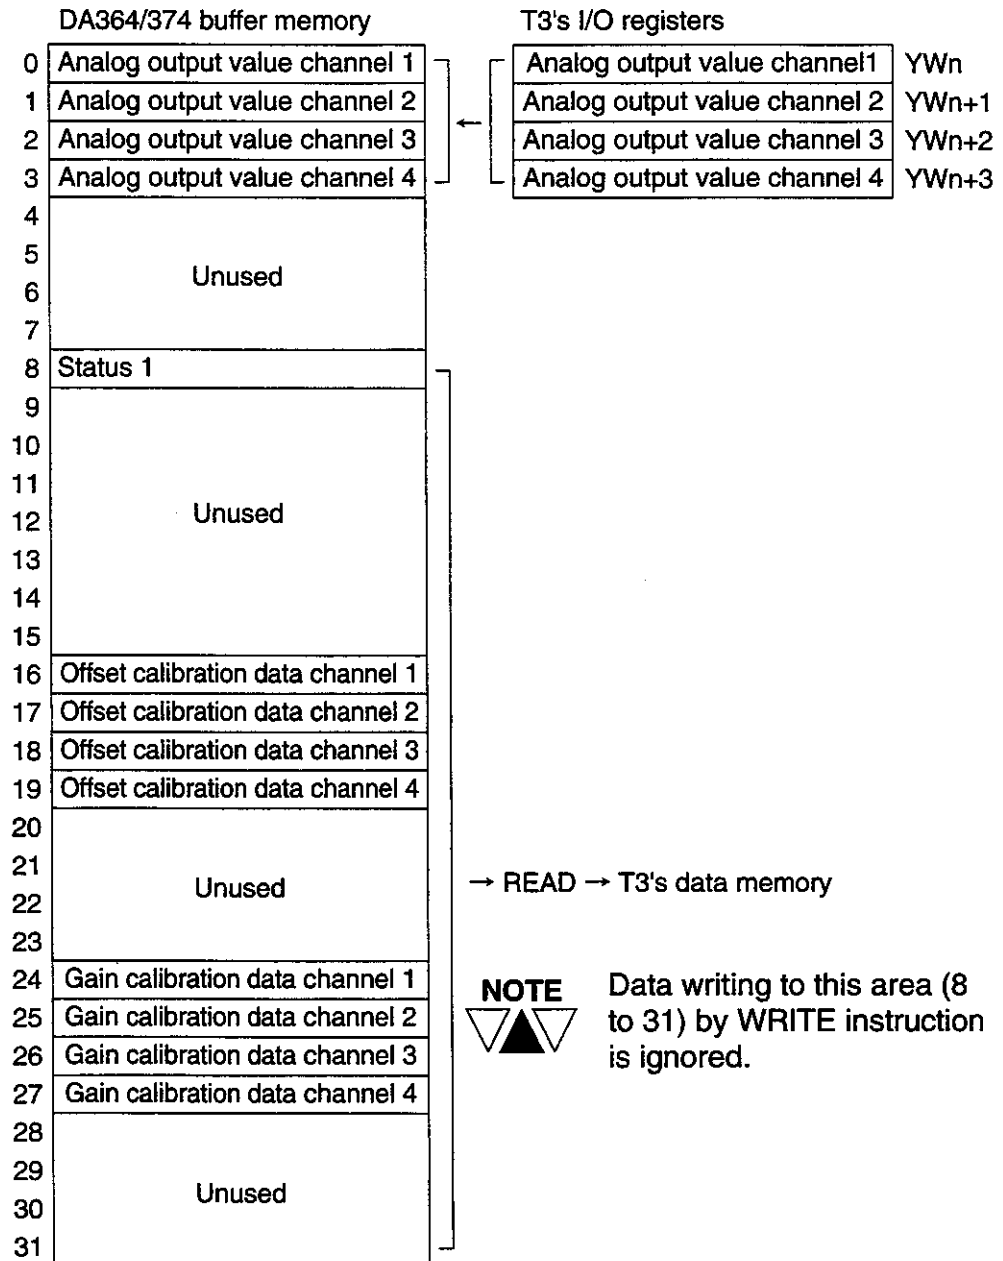 DA364/374 buffer memory
T3's I/O registers
0 Analog output value channel 1
Analog output value channel1 YWn
1 Analog output value channel 2
Analog output value channel 2 YWn+1
2 Analog output value channel 3
Analog output value channel 3 YWn+2
3 Analog output value channel 4
Analog output value channel 4 YWn+3
←
4
5
Unused
6
7
8 Status 1
9
10
11
12 Unused
13
14
15
16 Offset calibration data channel 1
17 Offset calibration data channel 2
18 Offset calibration data channel 3
19 Offset calibration data channel 4
20
21
Unused
→ READ → T3's data memory
22
23
24 Gain calibration data channel 1
25 Gain calibration data channel 2
26 Gain calibration data channel 3
27 Gain calibration data channel 4
NOTE
Data writing to this area (8
to 31) by WRITE instruction
is ignored.
28
29
Unused
30
31